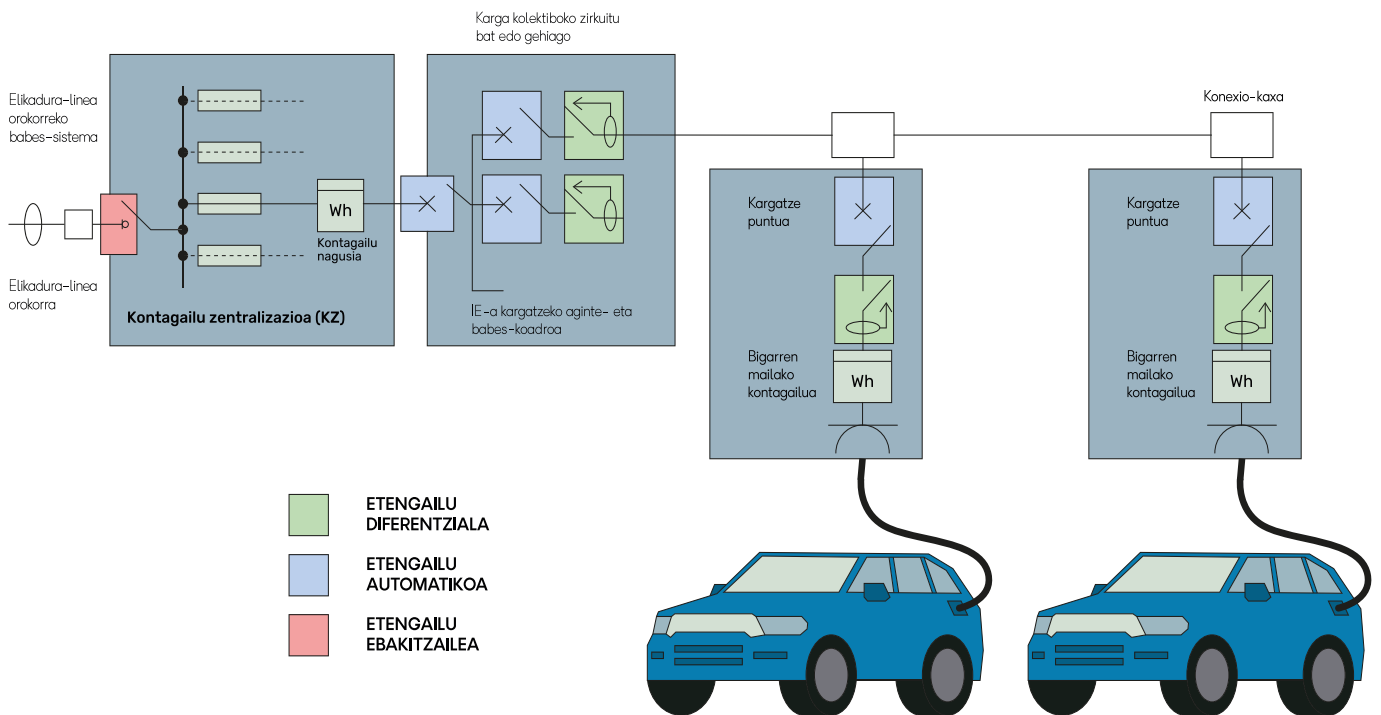 Karga kolektiboko zirkuitu
bat edo gehiago
Elikadura-linea
orokorreko
babes-sistema
Konexio-kaxa
Wh
Kontagailu
nagusia
Kargatze
puntua
Kargatze
puntua
Elikadura-linea
orokorra
Kontagailu zentralizazioa (KZ)
IE-a kargatzeko aginte- eta
babes-koadroa
Bigarren
mailako
kontagailua
Wh
Bigarren
mailako
kontagailua
Wh
ETENGAILU
DIFERENTZIALA
ETENGAILU
AUTOMATIKOA
ETENGAILU
EBAKITZAILEA